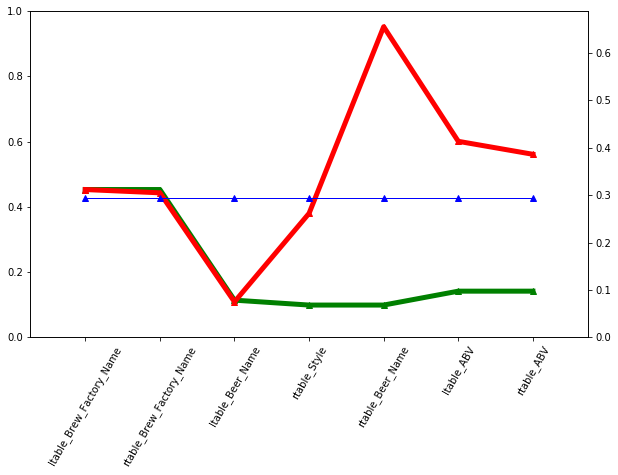 1.0
0.8
0.6
0.4
0.2
0.0
0.6
0.5
0.4
0.3
0.2
0.1
0.0
ltable_Brew_Factory_Name
rtable_Brew_Factory_Name
ltable_Beer_Name
rtable_Style
rtable_Beer_Name
ltable_ABV
rtable_ABV